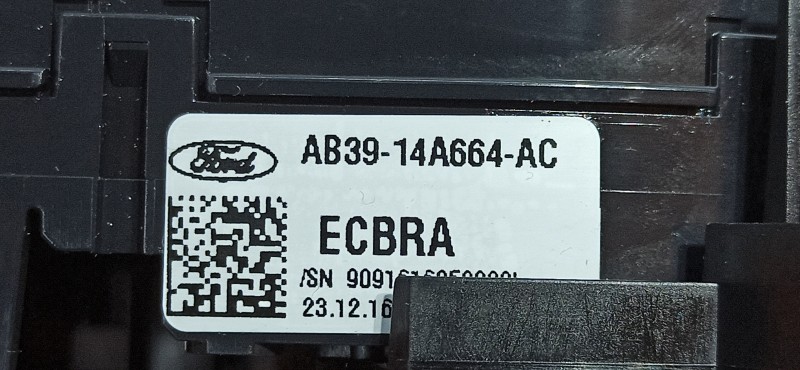 Ford
AB39-14A664-AC
ECBRA
/SN
23.12.16